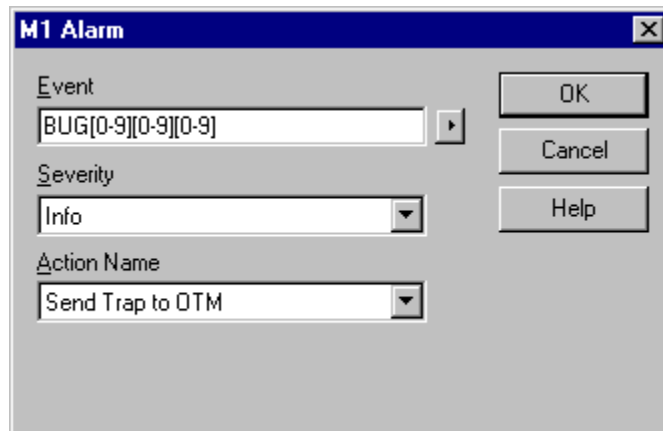 M1 Alarm
Event
BUG[0-9][0-9][0-9]
Severity
Info
Action Name
Send Trap to OTM
OK
Cancel
Help